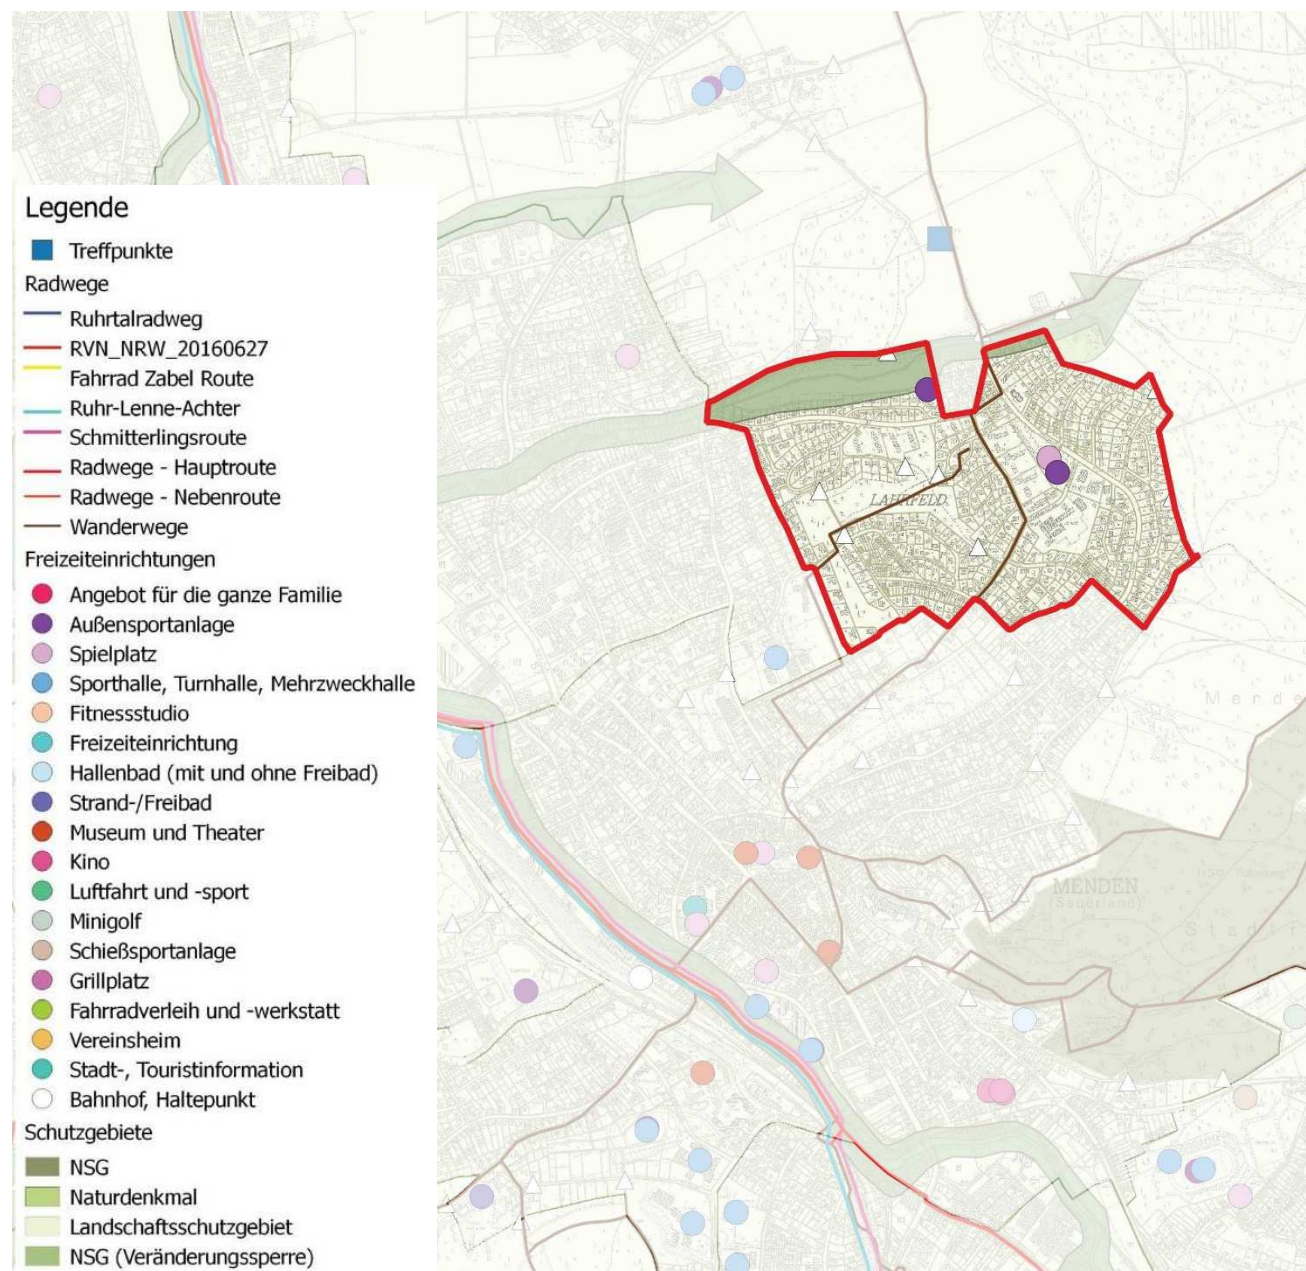 Legende
Treffpunkte
Radwege
Ruhrtalradweg
RVN_NRW_20160627
Fahrrad Zabel Route
Ruhr-Lenne-Achter
Schmitterlingsroute
Radwege - Hauptroute
Radwege - Nebenroute
Wanderwege
Freizeiteinrichtungen
Angebot für die ganze Familie
Außensportanlage
Spielplatz
Sporthalle, Turnhalle, Mehrzweckhalle
Fitnessstudio
Freizeiteinrichtung
Hallenbad (mit und ohne Freibad)
Strand-/Freibad
Museum und Theater
Kino
Luftfahrt und -sport
Minigolf
Schießsportanlage
Grillplatz
Fahrradverleih und -werkstatt
Vereinsheim
Stadt-, Touristinformation
Bahnhof, Haltepunkt
Schutzgebiete
NSG
Naturdenkmal
Landschaftsschutzgebiet
NSG (Veränderungssperre)
LAHRFELD
MENDEN
(Sauerland)